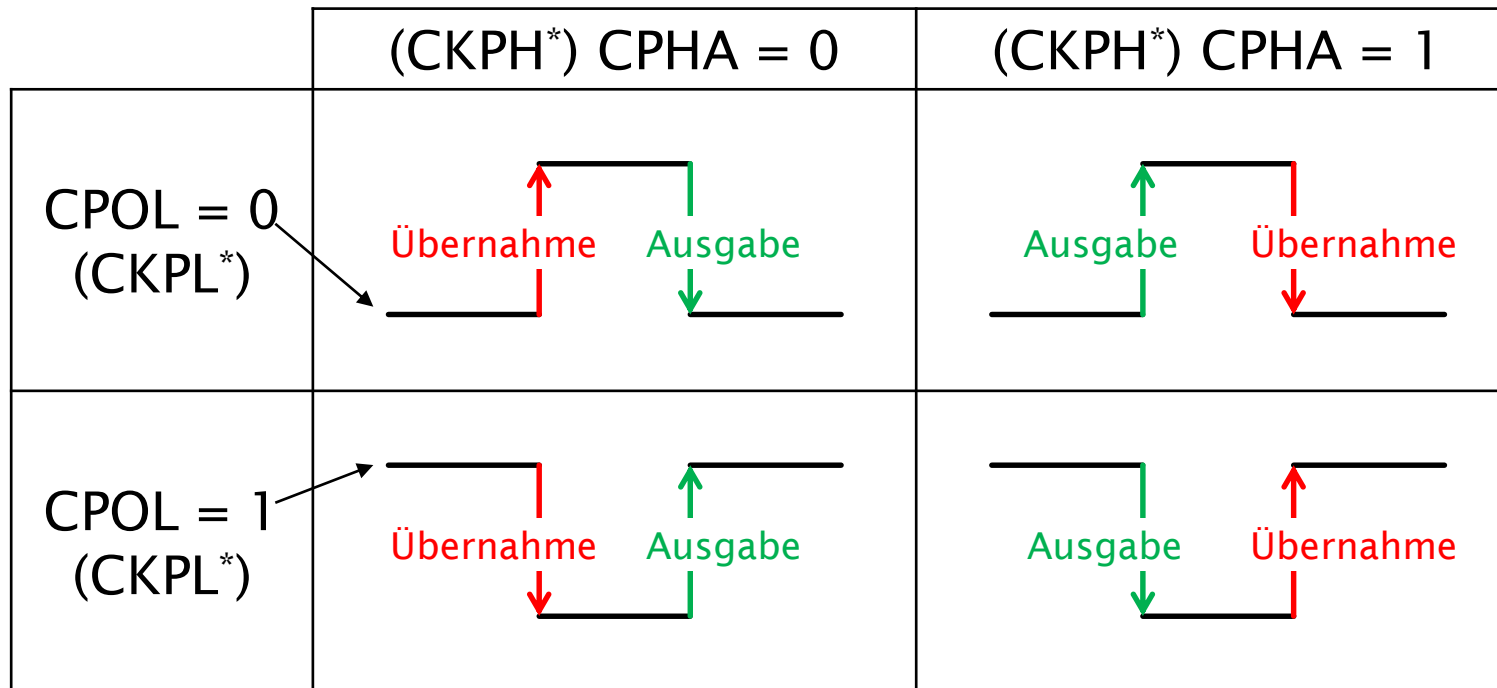 (CKPH*) CPHA = 0
(CKPH*) CPHA = 1
CPOL = 0
(CKPL*)
Übernahme
Ausgabe
Ausgabe
Übernahme
CPOL = 1
(CKPL*)
Übernahme
Ausgabe
Ausgabe
Übernahme